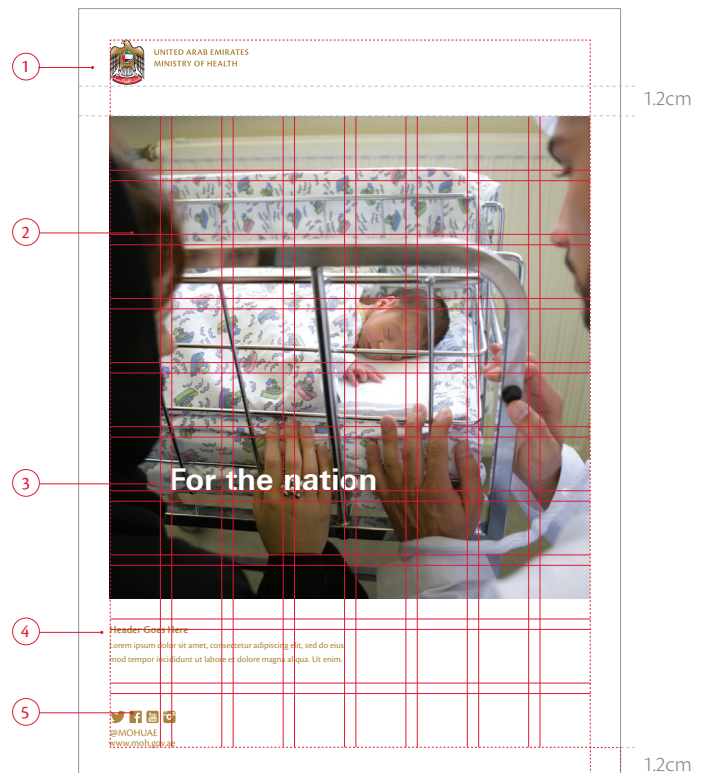 1
UNITED ARAB EMIRATES
MINISTRY OF HEALTH
1.2cm
2
3
For the nation
4
Header Goes Here
Lorem ipsum dolor sit amet, consectetur adipiscing elit, sed do eius
mod tempor incididunt ut labore et dolore magna aliqua. Ut enim.
5
@MOHUAE
www.moh.gov.ae
1.2cm